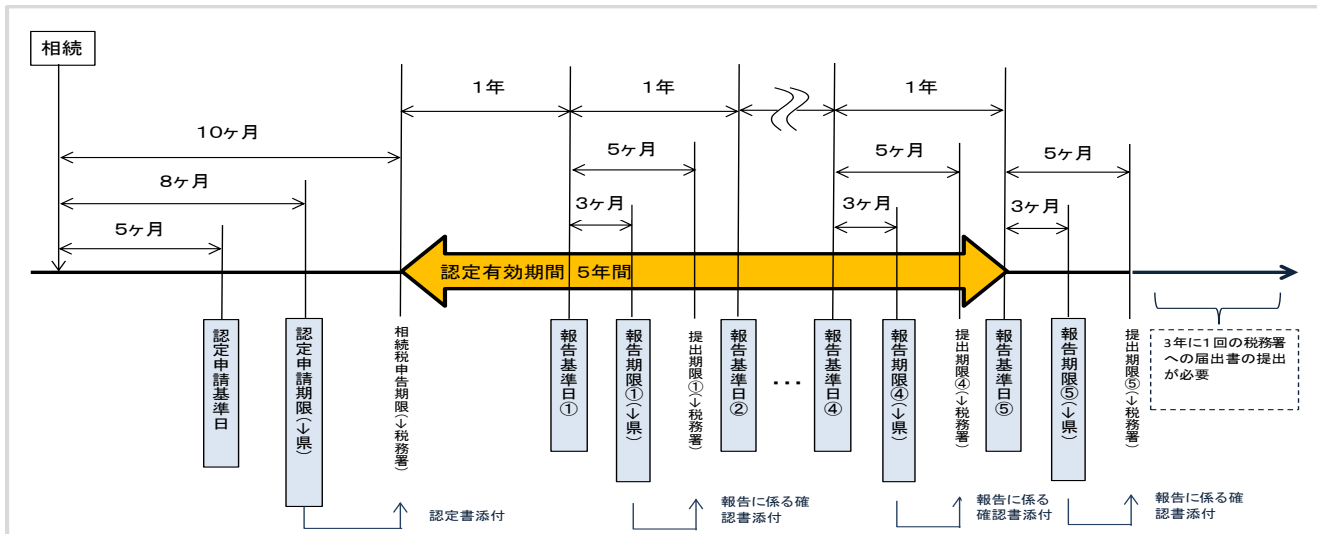 相続
1年
1年
1年
10ヶ月
5ヶ月
5ヶ月
5ヶ月
8ヶ月
3ヶ月
3ヶ月
3ヶ月
5ヶ月
認定有効期間 5年間
認定申請基準日
認定申請期限(→県)
相続税申告期限(→税務署)
報告基準日①
報告期限①(→県)
提出期限①(→税務署)
報告基準日②
・・・
報告基準日④
報告期限④(→県)
提出期限④(→税務署)
報告基準日⑤
報告期限⑤(→県)
提出期限⑤(→税務署)
3年に1回の税務署
への届出書の提出
が必要
認定書添付
報告に係る確
認書添付
報告に係る
確認書添付
報告に係る確
認書添付